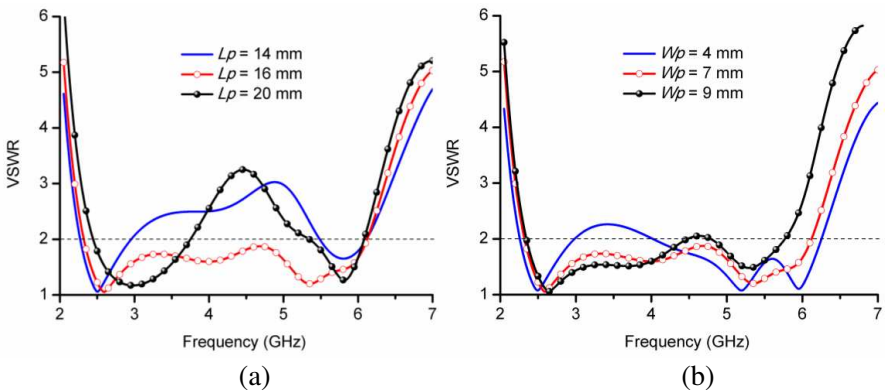 6
5
4
3
2
1
VSWR
Lp = 14 mm
Lp = 16 mm
Lp = 20 mm
2 3 4 5 6 7
Frequency (GHz)
(a)
6
5
4
3
2
1
VSWR
Wp = 4 mm
Wp = 7 mm
Wp = 9 mm
2 3 4 5 6 7
Frequency (GHz)
(b)